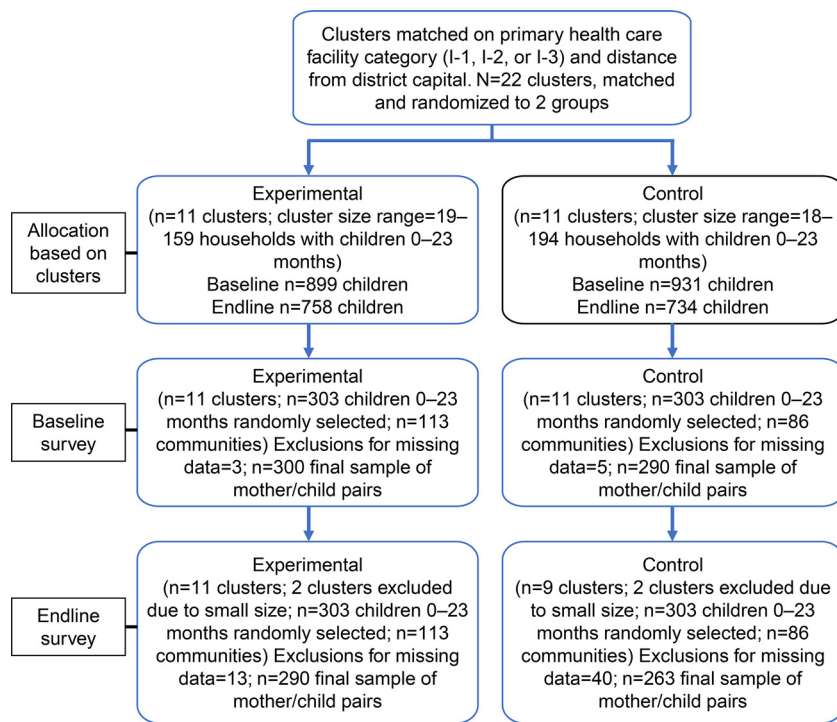 Clusters matched on primary health care
facility category (I-1, I-2, or I-3) and distance
from district capital. N=22 clusters, matched
and randomized to 2 groups
Allocation
based on
clusters
Experimental
(n=11 clusters; cluster size range=19–
159 households with children 0–23
months)
Baseline n=899 children
Endline n=758 children
Control
(n=11 clusters; cluster size range=18–
194 households with children 0–23
months)
Baseline n=931 children
Endline n=734 children
Baseline
survey
Experimental
(n=11 clusters; n=303 children 0–23
months randomly selected; n=113
communities) Exclusions for missing
data=3; n=300 final sample of
mother/child pairs
Control
(n=11 clusters; n=303 children 0–23
months randomly selected; n=86
communities) Exclusions for missing
data=5; n=290 final sample of
mother/child pairs
Endline
survey
Experimental
(n=11 clusters; 2 clusters excluded
due to small size; n=303 children 0–23
months randomly selected; n=113
communities) Exclusions for missing
data=13; n=290 final sample of
mother/child pairs
Control
(n=9 clusters; 2 clusters excluded due
to small size; n=303 children 0–23
months randomly selected; n=86
communities) Exclusions for missing
data=40; n=263 final sample of
mother/child pairs